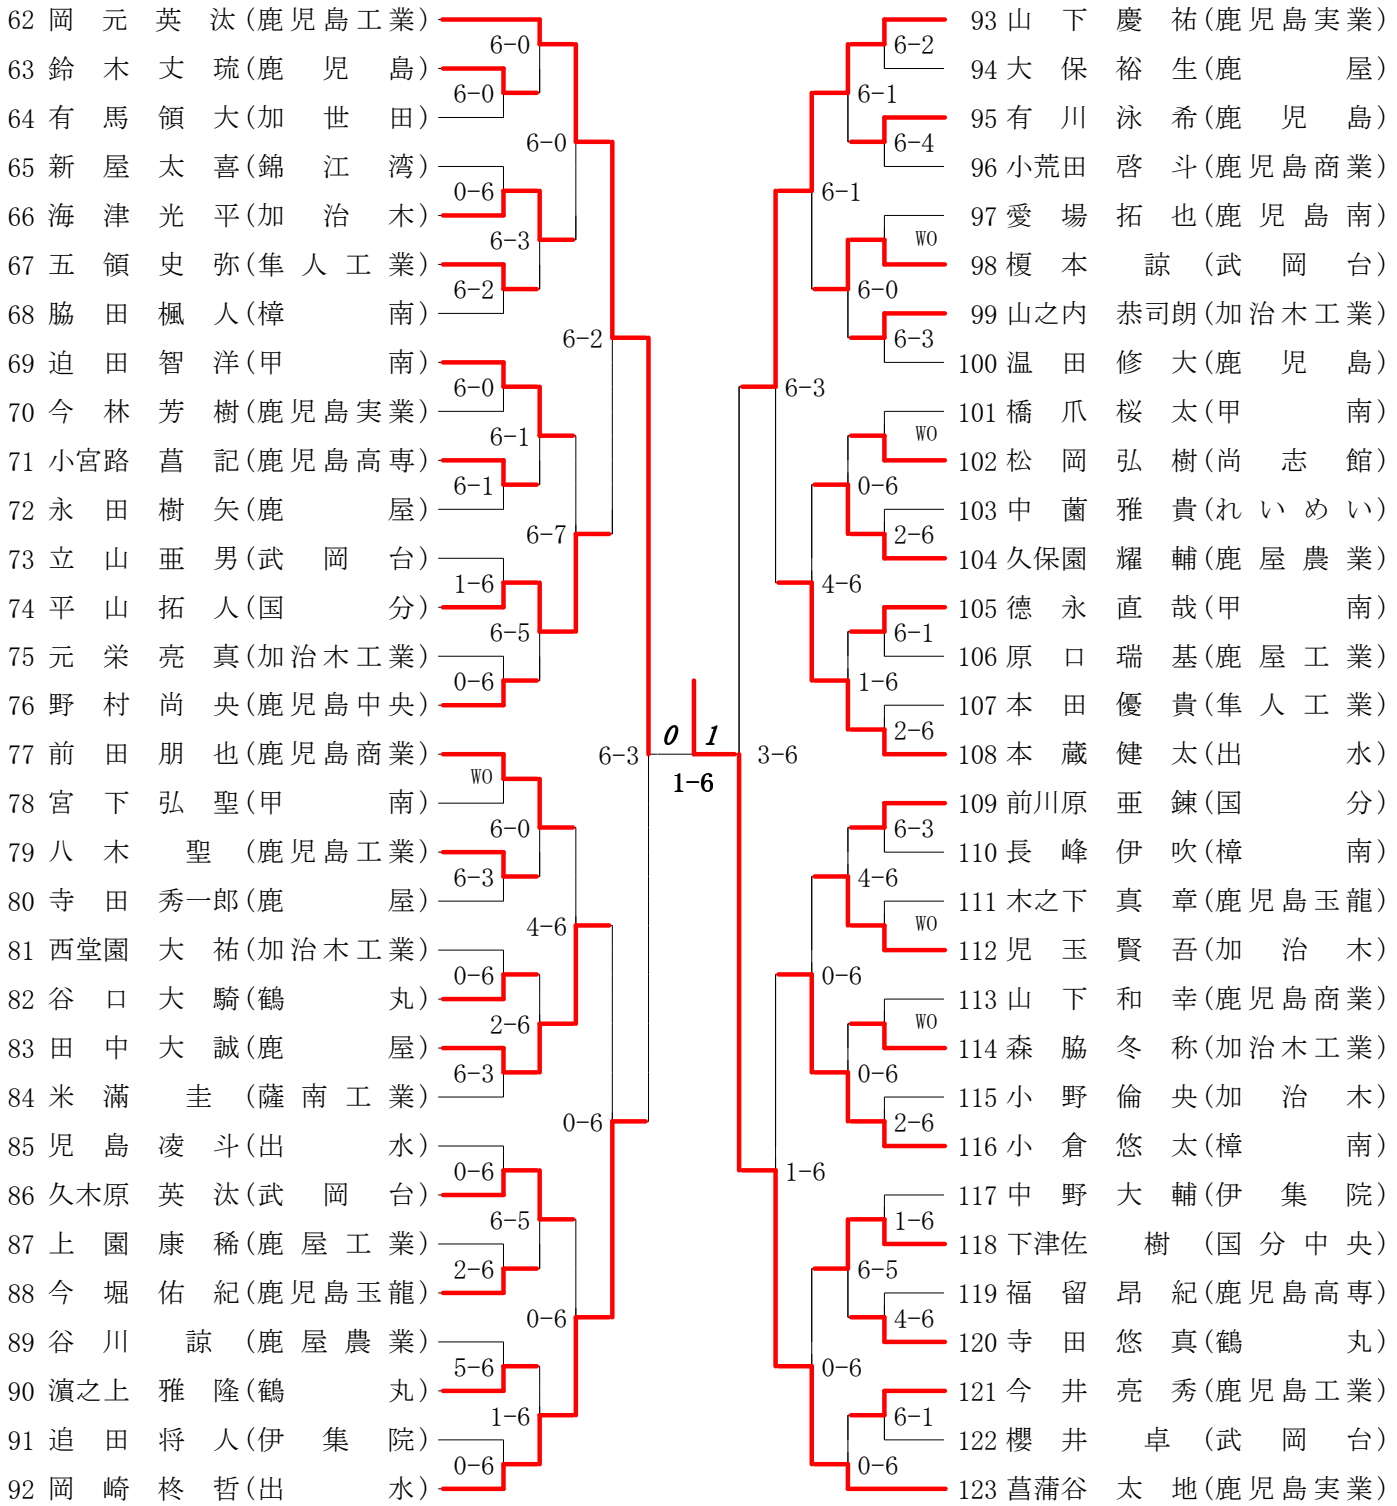 62 岡元英汰(鹿児島工業)
6-0
63 鈴木丈琉(鹿児島)
6-0
64 有馬領大(加世田)
6-0
65 新屋太喜(錦江湾)
0-6
66 海津光平(加治木)
6-3
67 五領史弥(隼人工業)
6-2
68 脇田楓人(樟南)
6-2
69 迫田智洋(甲南)
6-0
70 今林芳樹(鹿児島実業)
6-1
71 小宮路菖記(鹿児島高専)
6-1
72 永田樹矢(鹿屋)
6-7
73 立山亜男(武岡台)
1-6
74 平山拓人(国分)
6-5
75 元栄亮真(加治木工業)
0-6
76 野村尚央(鹿児島中央)
77 前田朋也(鹿児島商業)
6-3
WO
78 宮下弘聖(甲南)
6-0
79 八木聖(鹿児島工業)
6-3
80 寺田秀一郎(鹿屋)
4-6
81 西堂園大祐(加治木工業)
0-6
82 谷口大騎(鶴丸)
2-6
83 田中大誠(鹿屋)
6-3
84 米滿圭(薩南工業)
0-6
85 児島凌斗(出水)
0-6
86 久木原英汰(武岡台)
6-5
87 上園康稀(鹿屋工業)
2-6
88 今堀佑紀(鹿児島玉龍)
0-6
89 谷川諒(鹿屋農業)
5-6
90 濵之上雅隆(鶴丸)
1-6
91 追田将人(伊集院)
0-6
92 岡崎柊哲(出水)
0 1
1-6
93 山下慶祐(鹿児島実業)
6-2
94 大保裕生(鹿屋)
6-1
95 有川泳希(鹿児島)
6-4
96 小荒田啓斗(鹿児島商業)
6-1
97 愛場拓也(鹿児島南)
WO
98 榎本諒(武岡台)
6-0
99 山之内恭司朗(加治木工業)
6-3
100 温田修大(鹿児島)
6-3
101 橋爪桜太(甲南)
WO
102 松岡弘樹(尚志館)
0-6
103 中薗雅貴(れいめい)
2-6
104 久保園耀輔(鹿屋農業)
4-6
105 德永直哉(甲南)
6-1
106 原口瑞基(鹿屋工業)
1-6
107 本田優貴(隼人工業)
2-6
108 本蔵健太(出水)
3-6
109 前川原亜錬(国分)
6-3
110 長峰伊吹(樟南)
4-6
111 木之下真章(鹿児島玉龍)
WO
112 児玉賢吾(加治木)
0-6
113 山下和幸(鹿児島商業)
WO
114 森脇冬称(加治木工業)
0-6
115 小野倫央(加治木)
2-6
116 小倉悠太(樟南)
1-6
117 中野大輔(伊集院)
1-6
118 下津佐樹(国分中央)
6-5
119 福留昂紀(鹿児島高専)
4-6
120 寺田悠真(鶴丸)
0-6
121 今井亮秀(鹿児島工業)
6-1
122 櫻井卓(武岡台)
0-6
123 菖蒲谷太地(鹿児島実業)